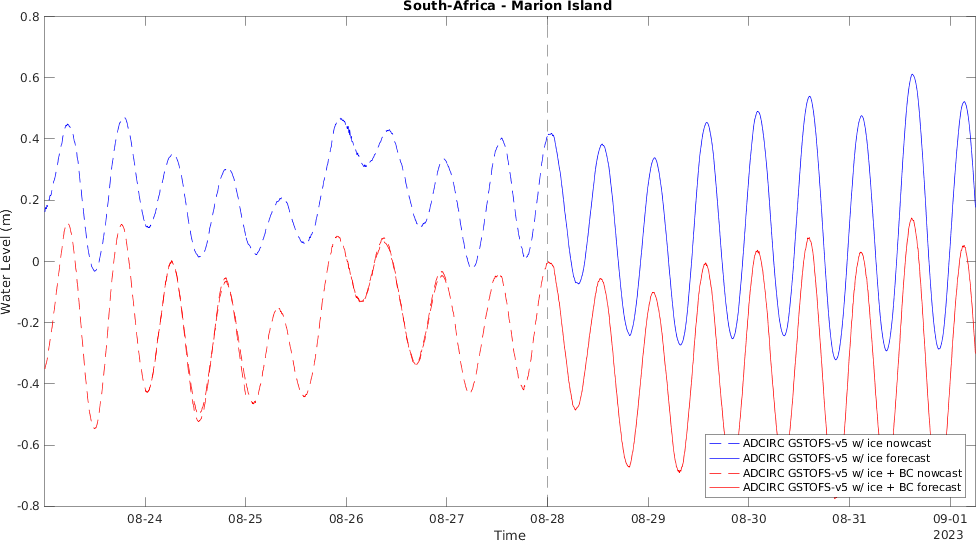 South-Africa - Marion Island
0.8
0.6
0.4
0.2
0
-0.2
-0.4
-0.6
-0.8
Water Level (m)
ADCIRC GSTOFS-v5 w/ ice nowcast
ADCIRC GSTOFS-v5 w/ ice forecast
ADCIRC GSTOFS-v5 w/ ice + BC nowcast
ADCIRC GSTOFS-v5 w/ ice + BC forecast
08-24 08-25 08-26 08-27 08-28 08-29 08-30 08-31 09-01
Time 2023